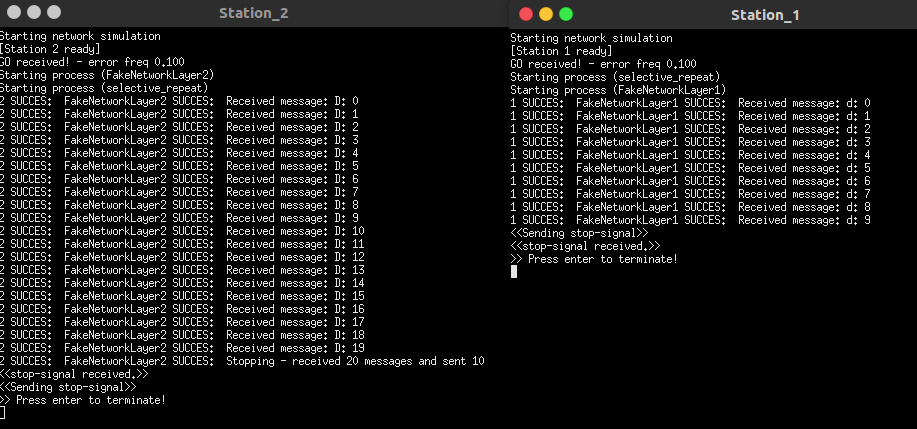 Station_2
Starting network simulation
[Station 2 ready]
GO received! - error freq 0.100
Starting process (FakeNetworkLayer2)
Starting process (selective_repeat)
2 SUCCES:  FakeNetworkLayer2 SUCCES:  Received message: D: 0
2 SUCCES:  FakeNetworkLayer2 SUCCES:  Received message: D: 1
2 SUCCES:  FakeNetworkLayer2 SUCCES:  Received message: D: 2
2 SUCCES:  FakeNetworkLayer2 SUCCES:  Received message: D: 3
2 SUCCES:  FakeNetworkLayer2 SUCCES:  Received message: D: 4
2 SUCCES:  FakeNetworkLayer2 SUCCES:  Received message: D: 5
2 SUCCES:  FakeNetworkLayer2 SUCCES:  Received message: D: 6
2 SUCCES:  FakeNetworkLayer2 SUCCES:  Received message: D: 7
2 SUCCES:  FakeNetworkLayer2 SUCCES:  Received message: D: 8
2 SUCCES:  FakeNetworkLayer2 SUCCES:  Received message: D: 9
2 SUCCES:  FakeNetworkLayer2 SUCCES:  Received message: D: 10
2 SUCCES:  FakeNetworkLayer2 SUCCES:  Received message: D: 11
2 SUCCES:  FakeNetworkLayer2 SUCCES:  Received message: D: 12
2 SUCCES:  FakeNetworkLayer2 SUCCES:  Received message: D: 13
2 SUCCES:  FakeNetworkLayer2 SUCCES:  Received message: D: 14
2 SUCCES:  FakeNetworkLayer2 SUCCES:  Received message: D: 15
2 SUCCES:  FakeNetworkLayer2 SUCCES:  Received message: D: 16
2 SUCCES:  FakeNetworkLayer2 SUCCES:  Received message: D: 17
2 SUCCES:  FakeNetworkLayer2 SUCCES:  Received message: D: 18
2 SUCCES:  FakeNetworkLayer2 SUCCES:  Received message: D: 19
2 SUCCES:  FakeNetworkLayer2 SUCCES:  Stopping - received 20 messages and sent 10
<<stop-signal received.>>
<<Sending stop-signal>>
>> Press enter to terminate!
Station_1
Starting network simulation
[Station 1 ready]
GO received! - error freq 0.100
Starting process (selective_repeat)
Starting process (FakeNetworkLayer1)
1 SUCCES:  FakeNetworkLayer1 SUCCES:  Received message: d: 0
1 SUCCES:  FakeNetworkLayer1 SUCCES:  Received message: d: 1
1 SUCCES:  FakeNetworkLayer1 SUCCES:  Received message: d: 2
1 SUCCES:  FakeNetworkLayer1 SUCCES:  Received message: d: 3
1 SUCCES:  FakeNetworkLayer1 SUCCES:  Received message: d: 4
1 SUCCES:  FakeNetworkLayer1 SUCCES:  Received message: d: 5
1 SUCCES:  FakeNetworkLayer1 SUCCES:  Received message: d: 6
1 SUCCES:  FakeNetworkLayer1 SUCCES:  Received message: d: 7
1 SUCCES:  FakeNetworkLayer1 SUCCES:  Received message: d: 8
1 SUCCES:  FakeNetworkLayer1 SUCCES:  Received message: d: 9
<<Sending stop-signal>>
<<stop-signal received.>>
>> Press enter to terminate!